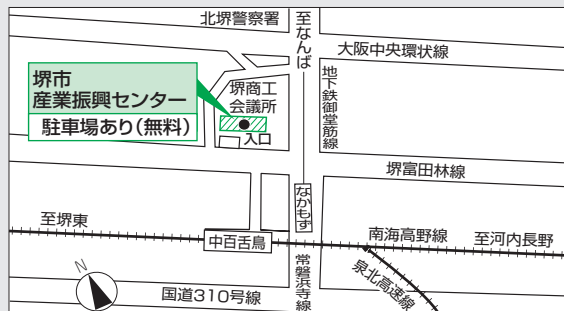 北堺警察署
至なんば
大阪中央環状線
堺市
産業振興センター
駐車場あり(無料)
堺商工
会議所
入口
地下鉄御堂筋線
堺富田林線
なかもず
至堺東
中百舌鳥
南海高野線
至河内長野
常磐浜寺線
泉北高速線
N
国道310号線